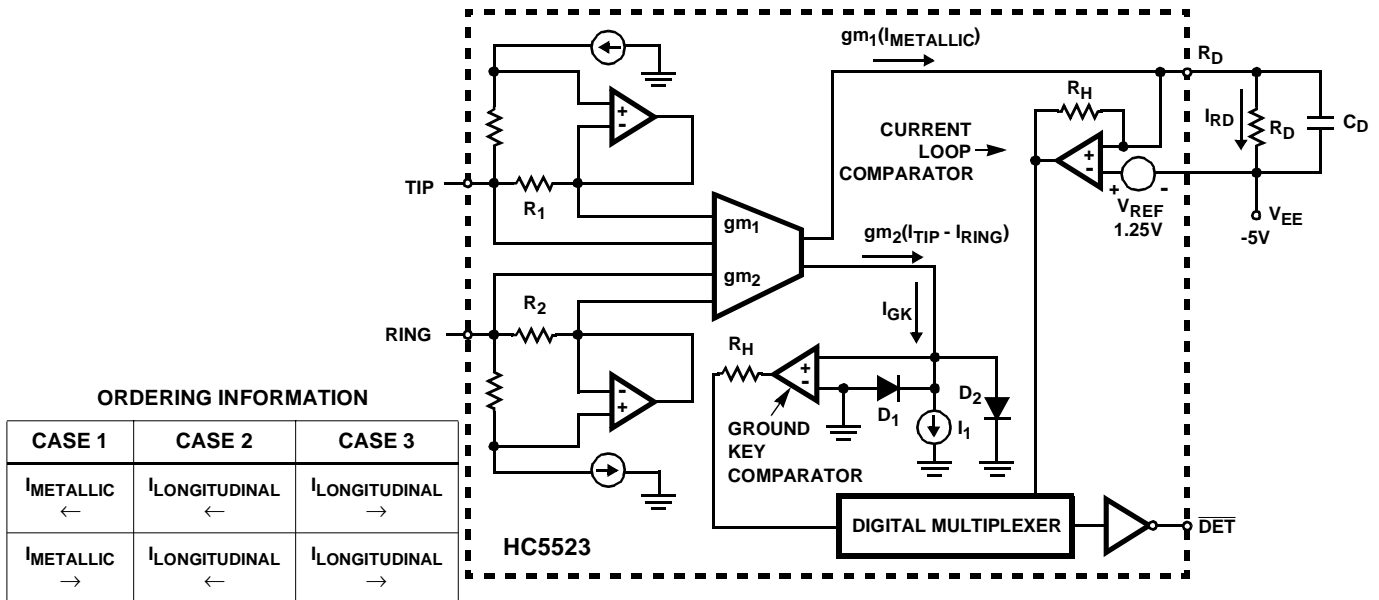 gm1(IMETALLIC)
RD
RH
IRD
RD
CD
CURRENT
LOOP
COMPARATOR
+
-
+
-
VREF
1.25V
VEE
-5V
+
-
TIP
R1
gm1
gm2(ITIP - IRING)
gm2
R2
RING
IGK
RH
+
-
-
+
D1
D2
I1
GROUND
KEY
COMPARATOR
DIGITAL MULTIPLEXER
DET
HC5523
ORDERING INFORMATION
CASE 1 CASE 2 CASE 3
IMETALLIC ILONGITUDINAL ILONGITUDINAL
← ← →
IMETALLIC ILONGITUDINAL ILONGITUDINAL
→ ← →